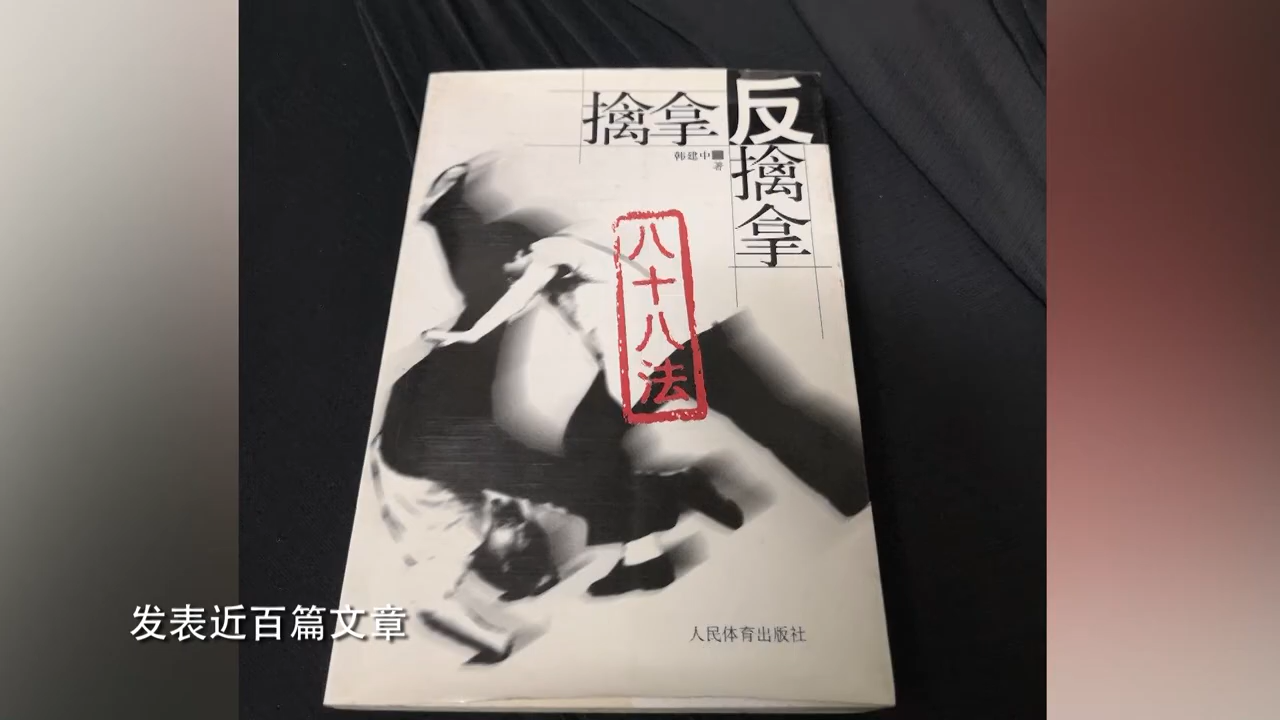 擒拿
反擒拿
韩建中
著
八十八法
人民体育出版社
发表近百篇文章